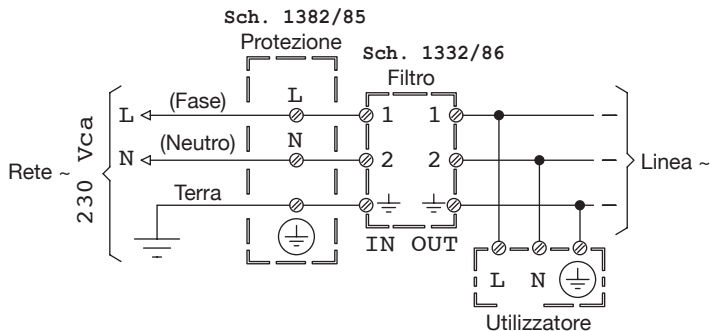 Sch. 1382/85
Protezione
Sch. 1332/86
Filtro
L (Fase) L 1 1
N (Neutro) N 2 2
Rete ~
230 Vca
Linea ~
Terra
IN OUT
L N
Utilizzatore